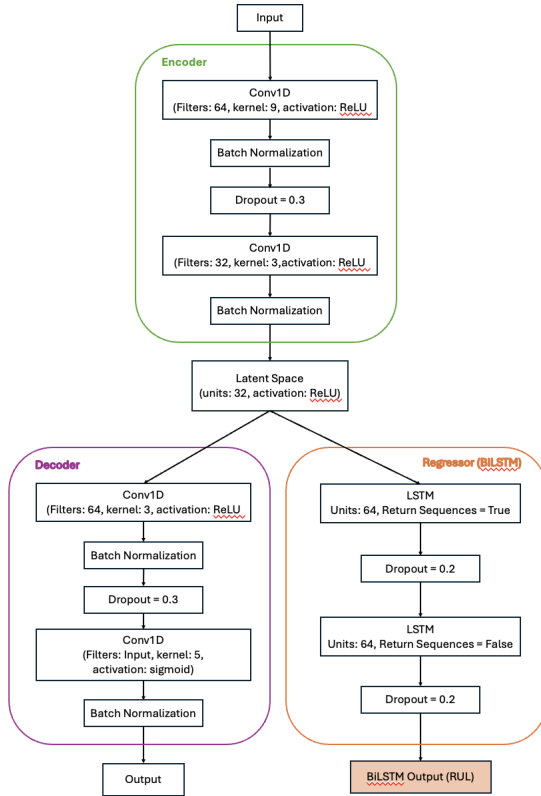 Input
Encoder
Conv1D
(Filters: 64, kernel: 9, activation: ReLU
Batch Normalization
Dropout = 0.3
Conv1D
(Filters: 32, kernel: 3,activation: ReLU
Batch Normalization
Latent Space
(units: 32, activation: ReLU)
Decoder
Conv1D
(Filters: 64, kernel: 3, activation: ReLU
Batch Normalization
Dropout = 0.3
Conv1D
(Filters: Input, kernel: 5,
activation: sigmoid)
Batch Normalization
Output
Regressor (BiLSTM)
LSTM
Units: 64, Return Sequences = True
Dropout = 0.2
LSTM
Units: 64, Return Sequences = False
Dropout = 0.2
BiLSTM Output (RUL)